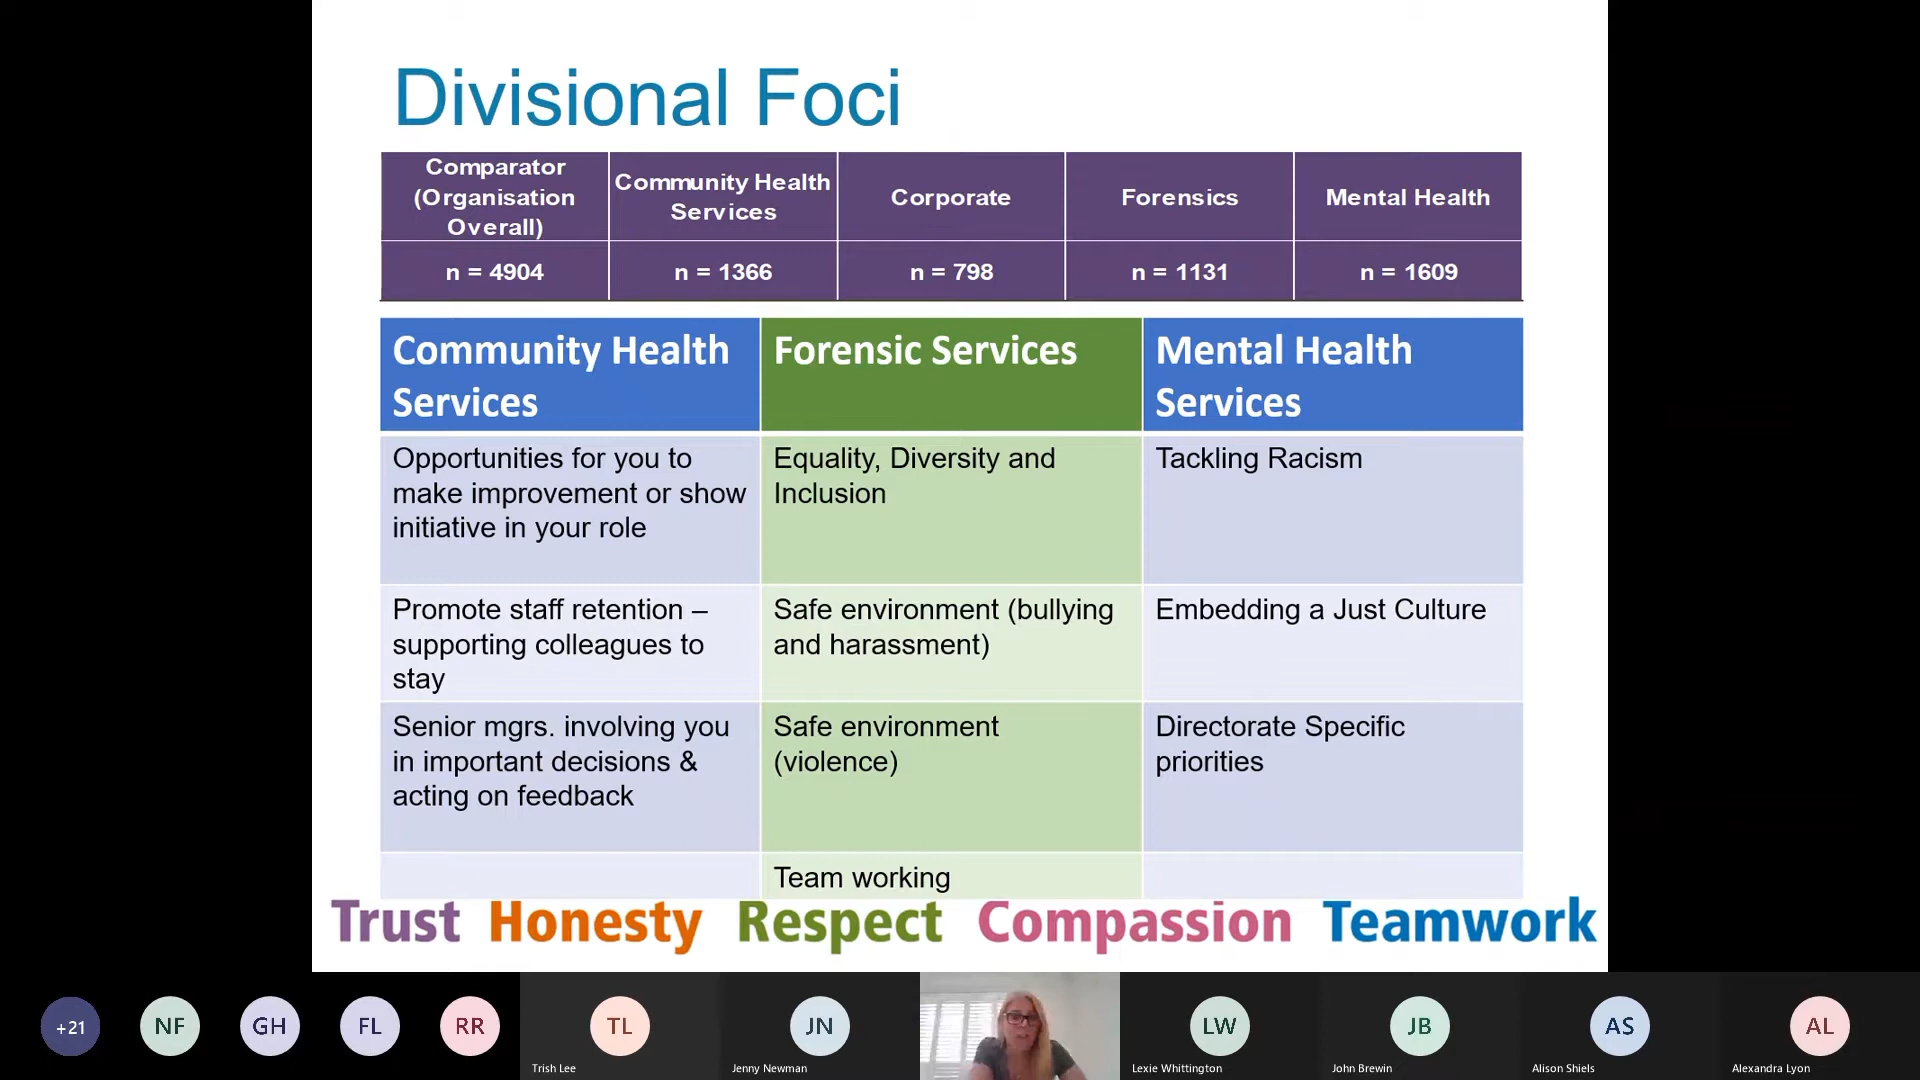 Divisional Foci
Comparator
(Organisation
Overall)
Community Health
Services
Corporate
Forensics
Mental Health
n = 4904
n = 1366
n = 798
n = 1131
n = 1609
Community Health
Services
Forensic Services
Mental Health
Services
Opportunities for you to
make improvement or show
initiative in your role
Equality, Diversity and
Inclusion
Tackling Racism
Promote staff retention –
supporting colleagues to
stay
Safe environment (bullying
and harassment)
Embedding a Just Culture
Senior mgrs. involving you
in important decisions &
acting on feedback
Safe environment
(violence)
Directorate Specific
priorities
Team working
Trust Honesty Respect Compassion Teamwork
+21
NF
GH
FL
RR
TL
Trish Lee
JN
Jenny Newman
LW
Lexie Whittington
JB
John Brewin
AS
Alison Shiels
AL
Alexandra Lyon